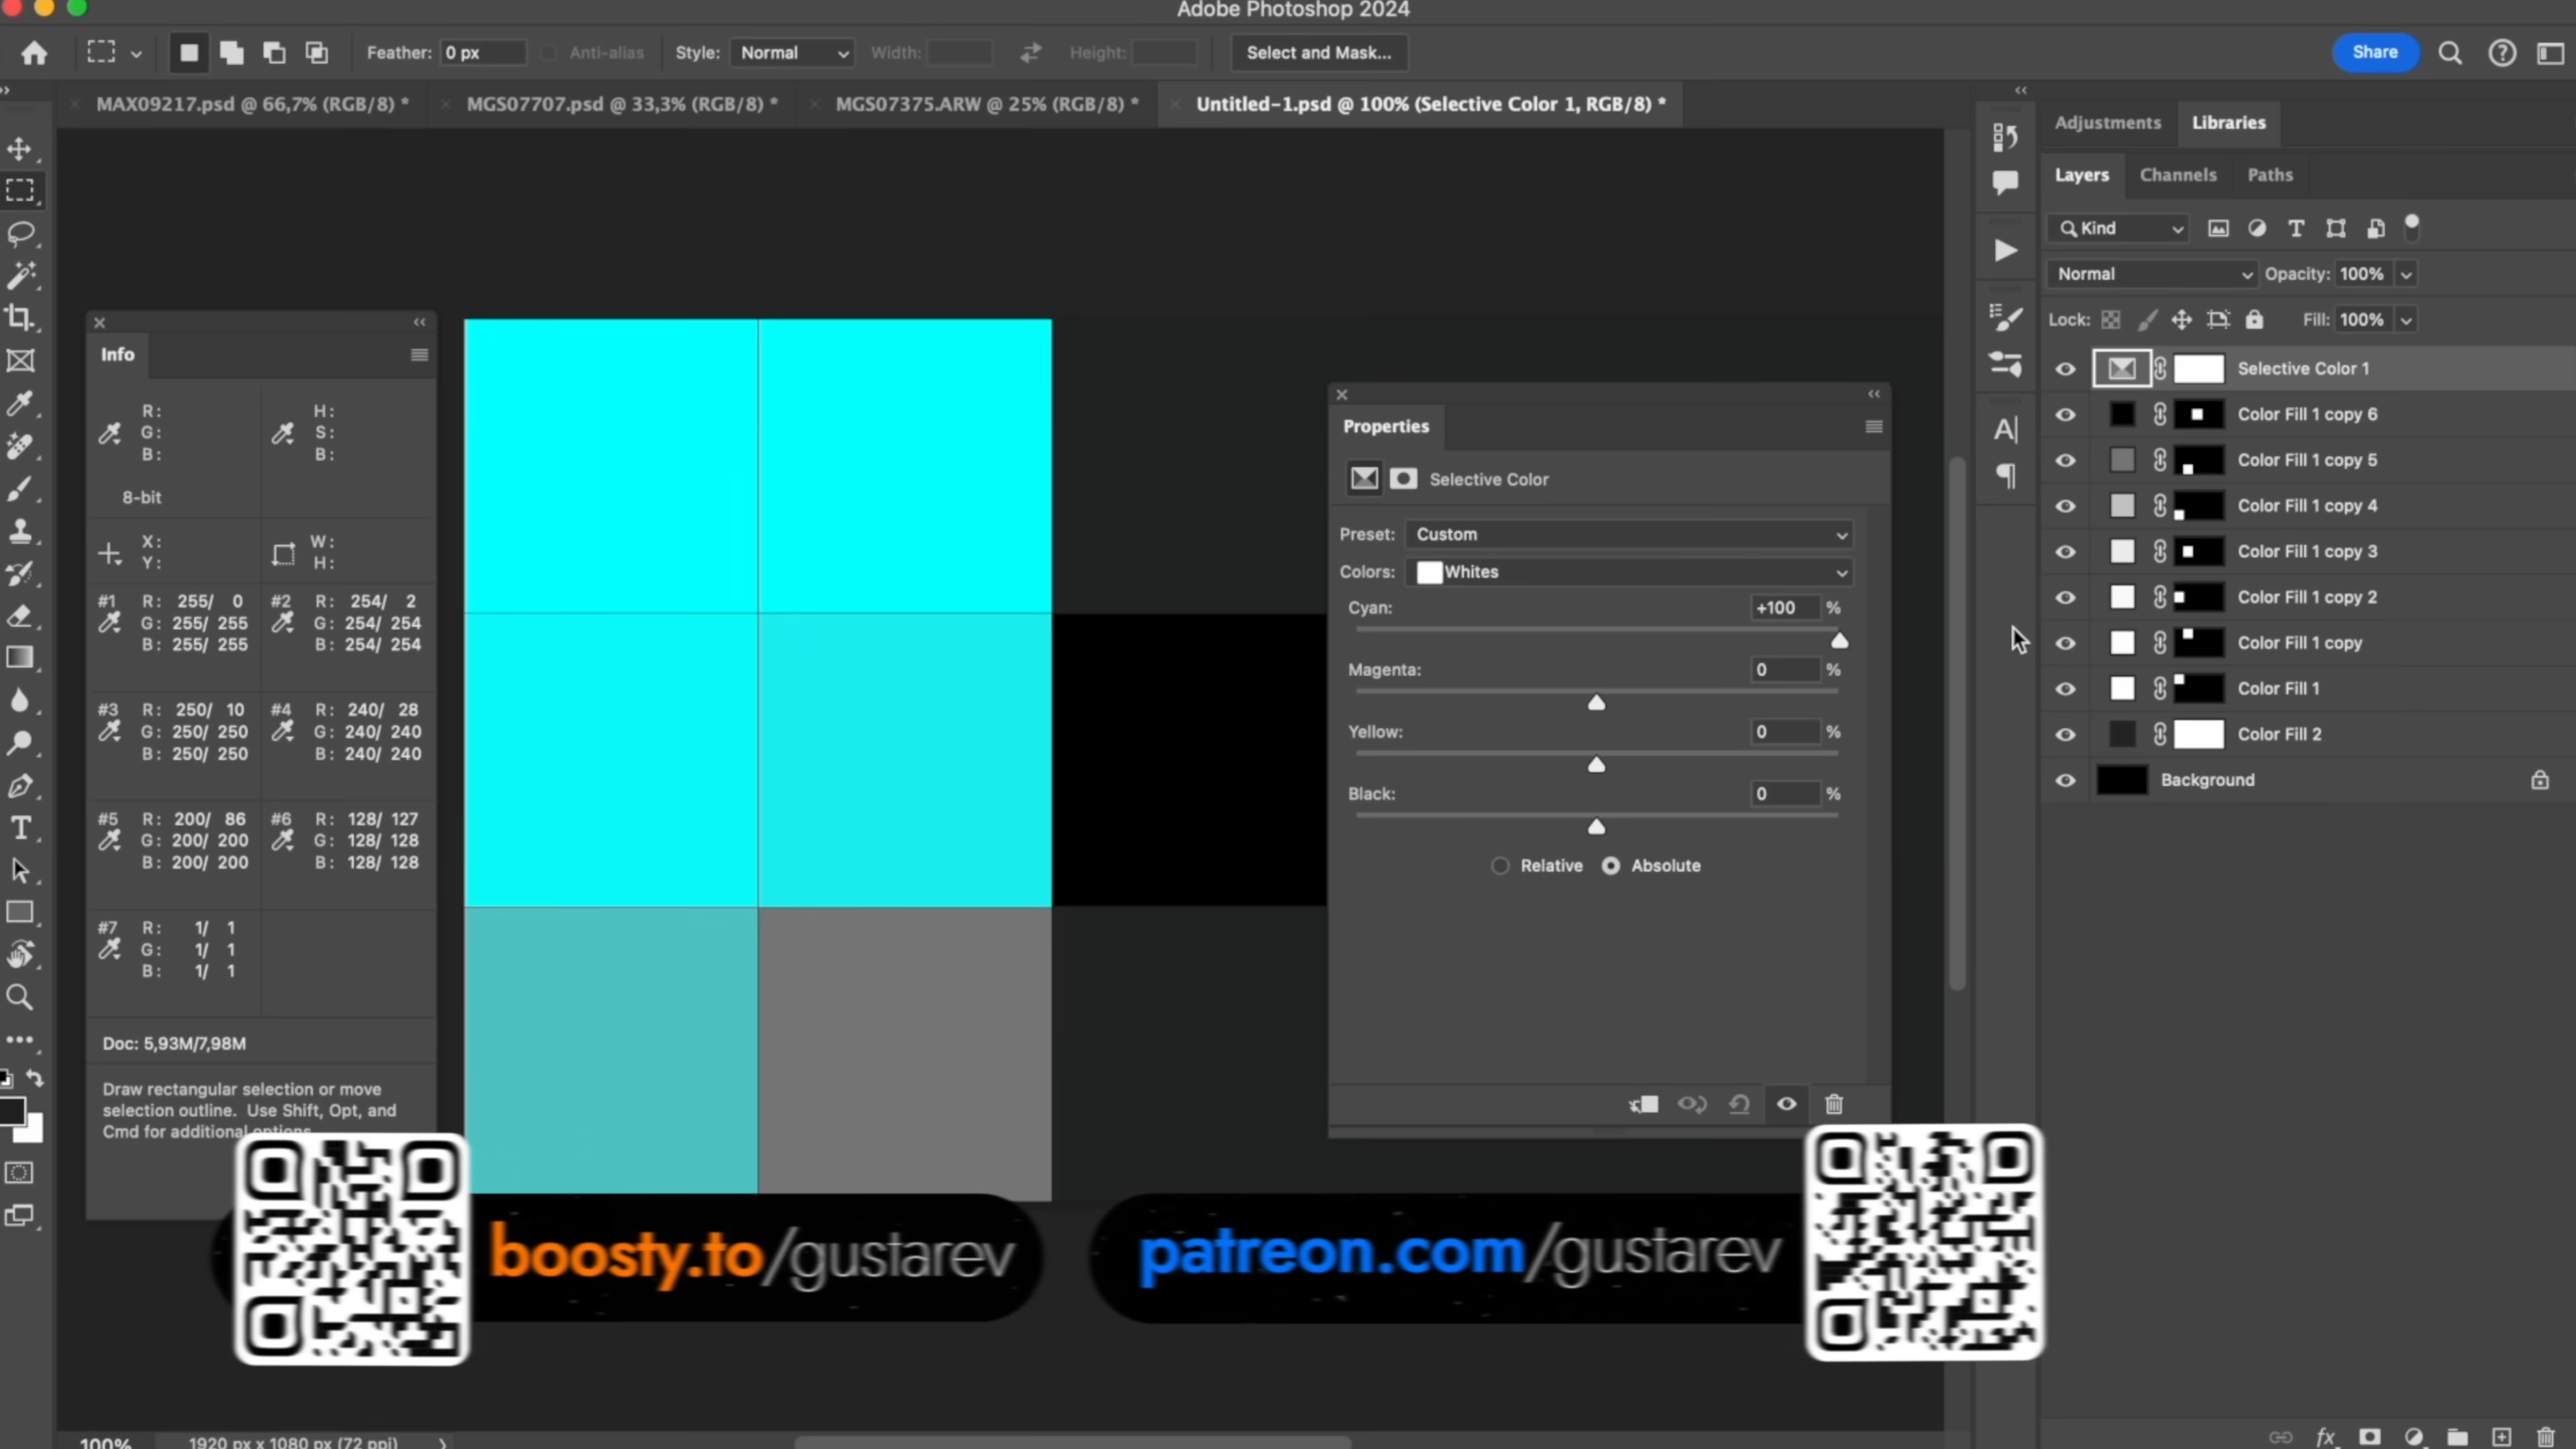 Adobe Photoshop 2024
Feather: 0 px Anti-alias Style: Normal Width: Height: Select and Mask... Share
MAX09217.psd @ 66,7% (RGB/8) * MGS07707.psd @ 33,3% (RGB/8) * MGS07375.ARW @ 25% (RGB/8) * Untitled-1.psd @ 100% (Selective Color 1, RGB/8) *
Info
R: H:
G: S:
B: B:
8-bit
X: W:
Y: H:
#1 R: 255/ 0 #2 R: 254/ 2
G: 255/ 255 G: 254/ 254
B: 255/ 255 B: 254/ 254
#3 R: 250/ 10 #4 R: 240/ 28
G: 250/ 250 G: 240/ 240
B: 250/ 250 B: 240/ 240
#5 R: 200/ 86 #6 R: 128/ 127
G: 200/ 200 G: 128/ 128
B: 200/ 200 B: 128/ 128
#7 R: 1/ 1
G: 1/ 1
B: 1/ 1
Doc: 5,93M/7,98M
Draw rectangular selection or move
selection outline. Use Shift, Opt, and
Cmd for additional options.
Properties
Selective Color
Preset: Custom
Colors: Whites
Cyan: +100 %
Magenta: 0 %
Yellow: 0 %
Black: 0 %
Relative Absolute
Adjustments Libraries
Layers Channels Paths
Kind
Normal Opacity: 100%
Lock: Fill: 100%
Selective Color 1
Color Fill 1 copy 6
Color Fill 1 copy 5
Color Fill 1 copy 4
Color Fill 1 copy 3
Color Fill 1 copy 2
Color Fill 1 copy
Color Fill 1
Color Fill 2
Background
boosty.to/gustarev
patreon.com/gustarev
100% 1920 px x 1080 px (72 ppi)
fx